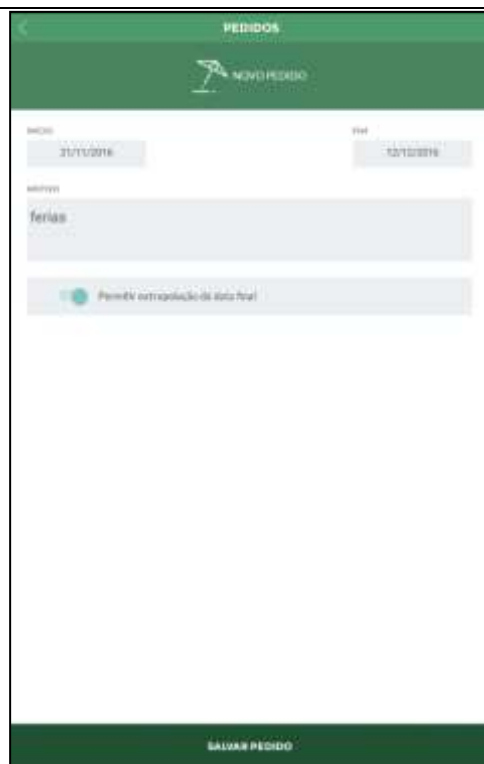 PEDIDOS
NOVO PEDIDO
INÍCIO
FIM
21/11/2016
12/12/2016
MOTIVO
ferias
Permitir extrapolação da data final
SALVAR PEDIDO